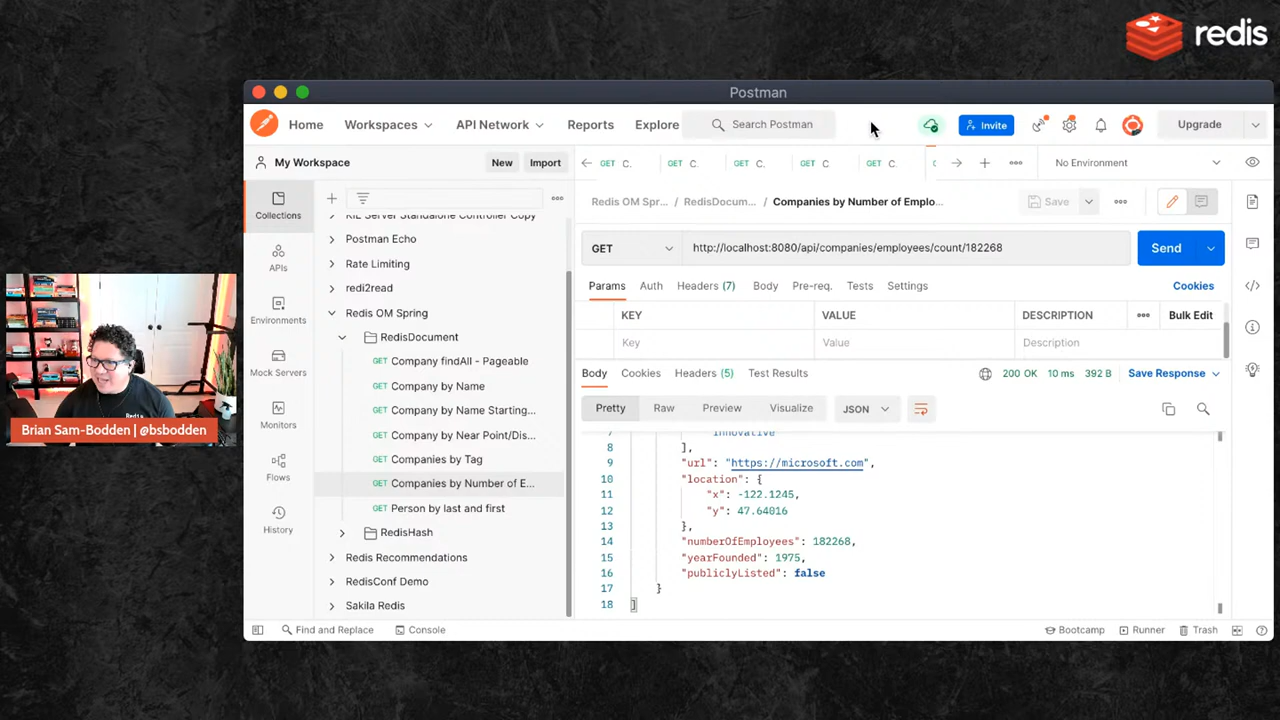 redis
Postman
Home
Workspaces
API Network
Reports
Explore
Search Postman
Invite
Upgrade
My Workspace
New
Import
GET C.
GET C.
GET C.
GET C
GET C.
No Environment
Collections
APIs
Environments
Mock Servers
Monitors
Flows
History
Postman Echo
Rate Limiting
redi2read
Redis OM Spring
RedisDocument
GET Company findAll - Pageable
GET Company by Name
GET Company by Name Starting...
GET Company by Near Point/Dis...
GET Companies by Tag
GET Companies by Number of E...
GET Person by last and first
RedisHash
Redis Recommendations
RedisConf Demo
Sakila Redis
Redis OM Spr... / RedisDocum... / Companies by Number of Emplo...
Save
GET
http://localhost:8080/api/companies/employees/count/182268
Send
Params
Auth
Headers (7)
Body
Pre-req.
Tests
Settings
Cookies
KEY
VALUE
DESCRIPTION
Bulk Edit
Key
Value
Description
Body
Cookies
Headers (5)
Test Results
200 OK
10 ms
392 B
Save Response
Pretty
Raw
Preview
Visualize
JSON
8 ],
9 "url": "https://microsoft.com",
10 "location": {
11 "x": -122.1245,
12 "y": 47.64016
13 },
14 "numberOfEmployees": 182268,
15 "yearFounded": 1975,
16 "publiclyListed": false
17 }
18 ]
Find and Replace
Console
Bootcamp
Runner
Trash
Redis
Brian Sam-Bodden | @bsbodden